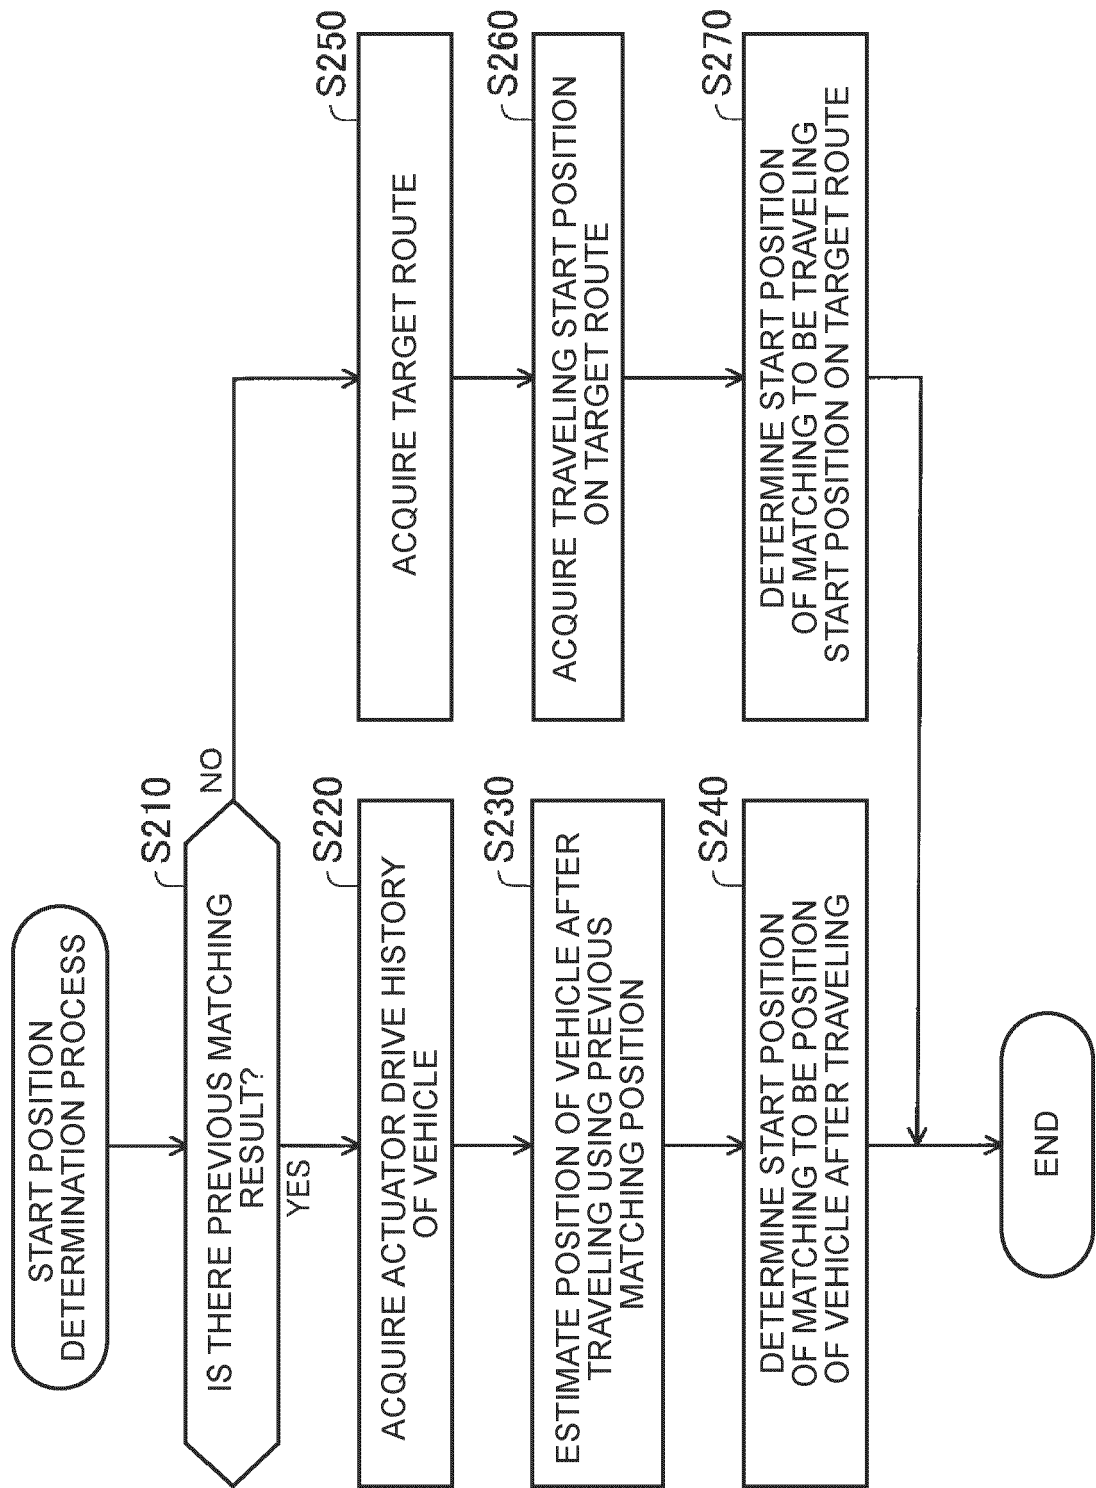 START POSITION
DETERMINATION PROCESS
S210
IS THERE PREVIOUS MATCHING
RESULT?
NO
YES
S220
ACQUIRE ACTUATOR DRIVE HISTORY
OF VEHICLE
S230
ESTIMATE POSITION OF VEHICLE AFTER
TRAVELING USING PREVIOUS
MATCHING POSITION
S240
DETERMINE START POSITION
OF MATCHING TO BE POSITION
OF VEHICLE AFTER TRAVELING
S250
ACQUIRE TARGET ROUTE
S260
ACQUIRE TRAVELING START POSITION
ON TARGET ROUTE
S270
DETERMINE START POSITION
OF MATCHING TO BE TRAVELING
START POSITION ON TARGET ROUTE
END